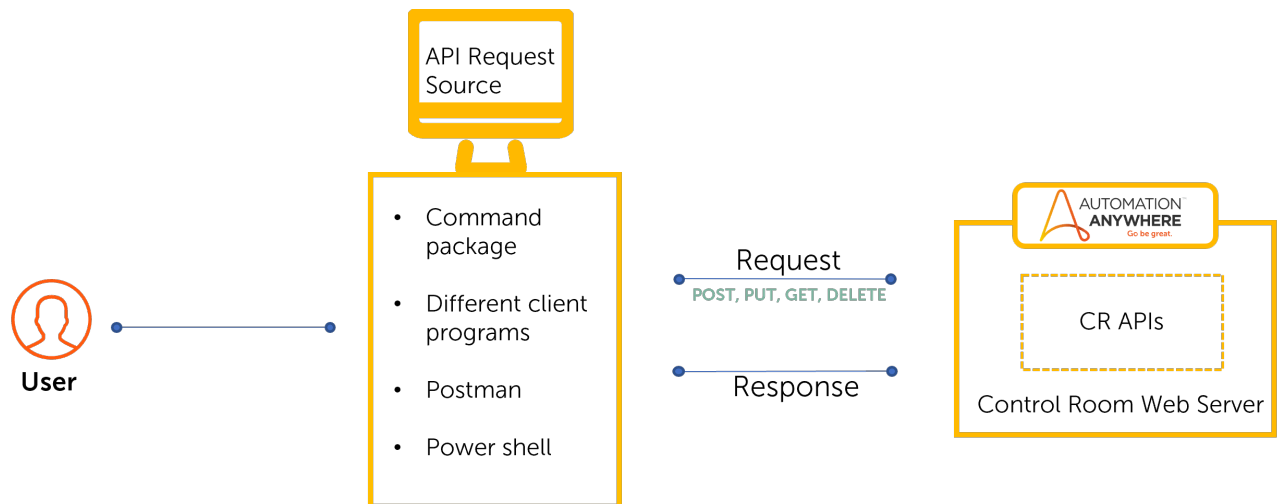 API Request
Source
• Command
package
• Different client
programs
• Postman
• Power shell
User
Request
POST, PUT, GET, DELETE
Response
AUTOMATION™
ANYWHERE
Go be great.
CR APIs
Control Room Web Server